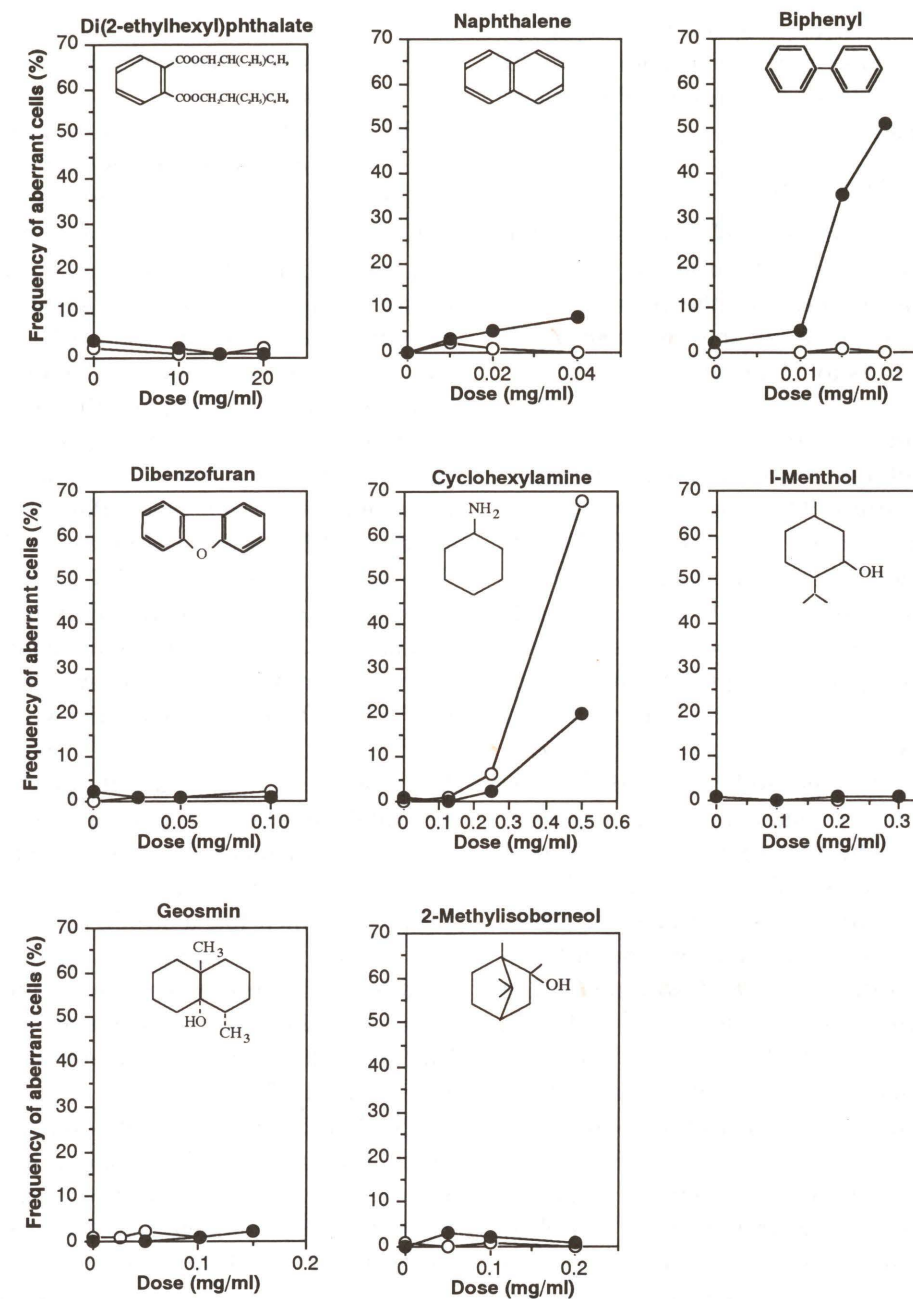 Di(2-ethylhexyl)phthalate
Frequency of aberrant cells (%)
70
60
50
40
30
20
10
0
COOCH₂CH(C₂H₅)C₄H₉
COOCH₂CH(C₂H₅)C₄H₉
0 10 20
Dose (mg/ml)
Naphthalene
70
60
50
40
30
20
10
0
0 0.02 0.04
Dose (mg/ml)
Biphenyl
70
60
50
40
30
20
10
0
0 0.01 0.02
Dose (mg/ml)
Dibenzofuran
Frequency of aberrant cells (%)
70
60
50
40
30
20
10
0
O
0 0.05 0.10
Dose (mg/ml)
Cyclohexylamine
70
60
50
40
30
20
10
0
NH₂
0 0.1 0.2 0.3 0.4 0.5 0.6
Dose (mg/ml)
l-Menthol
70
60
50
40
30
20
10
0
OH
0 0.1 0.2 0.3
Dose (mg/ml)
Geosmin
Frequency of aberrant cells (%)
70
60
50
40
30
20
10
0
CH₃
HO
CH₃
0 0.1 0.2
Dose (mg/ml)
2-Methylisoborneol
70
60
50
40
30
20
10
0
OH
0 0.1 0.2
Dose (mg/ml)